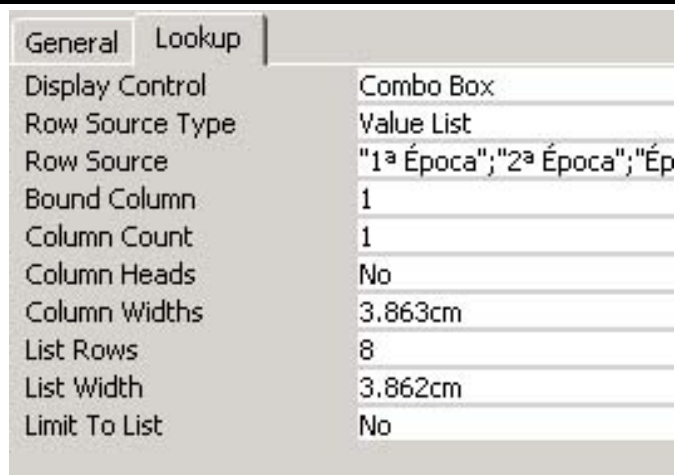 General Lookup
Display Control Combo Box
Row Source Type Value List
Row Source "1ª Época";"2ª Época";"Ép
Bound Column 1
Column Count 1
Column Heads No
Column Widths 3.863cm
List Rows 8
List Width 3.862cm
Limit To List No